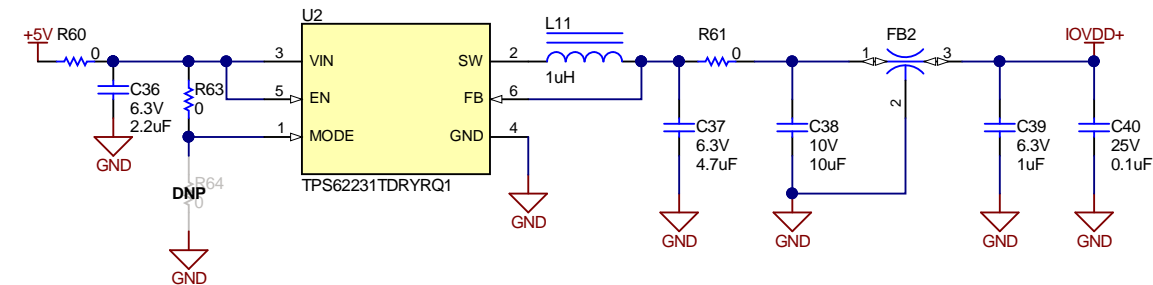 +5V
R60
0
C36
6.3V
2.2uF
GND
R63
0
DNP
R64
0
GND
U2
3
VIN
5
EN
1
MODE
SW
2
FB
6
GND
4
TPS62231TDRYRQ1
GND
L11
1uH
C37
6.3V
4.7uF
GND
R61
0
C38
10V
10uF
GND
FB2
1
3
2
C39
6.3V
1uF
GND
IOVDD+
C40
25V
0.1uF
GND